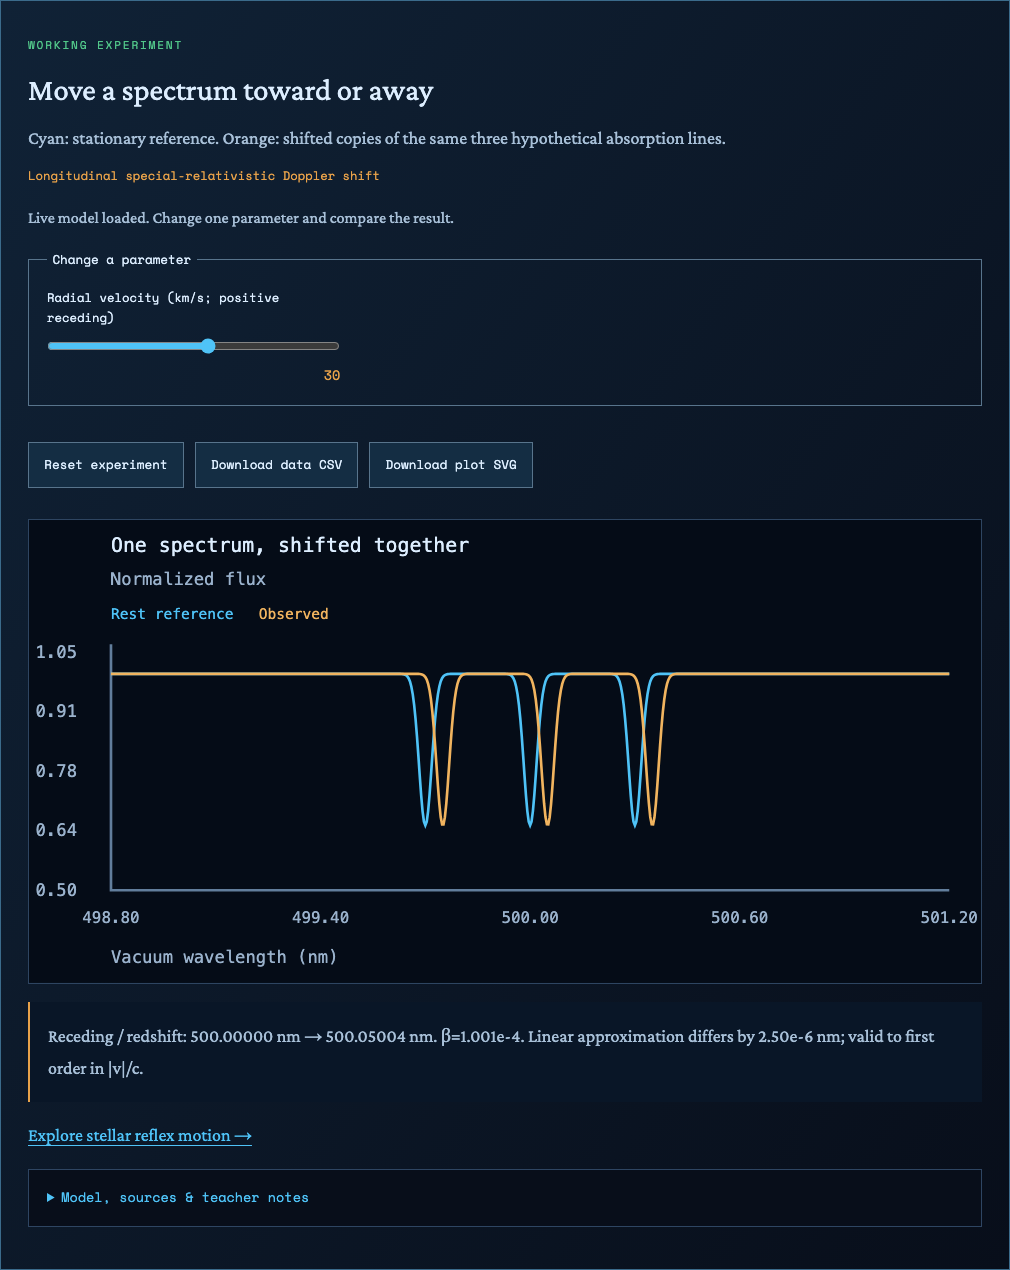 WORKING EXPERIMENT
Move a spectrum toward or away
Cyan: stationary reference. Orange: shifted copies of the same three hypothetical absorption lines.
Longitudinal special-relativistic Doppler shift
Live model loaded. Change one parameter and compare the result.
Change a parameter
Radial velocity (km/s; positive
receding)
30
Reset experiment
Download data CSV
Download plot SVG
One spectrum, shifted together
Normalized flux
Rest reference Observed
1.05
0.91
0.78
0.64
0.50
498.80 499.40 500.00 500.60 501.20
Vacuum wavelength (nm)
Receding / redshift: 500.00000 nm → 500.05004 nm. β=1.001e-4. Linear approximation differs by 2.50e-6 nm; valid to first
order in |v|/c.
Explore stellar reflex motion →
▶ Model, sources & teacher notes